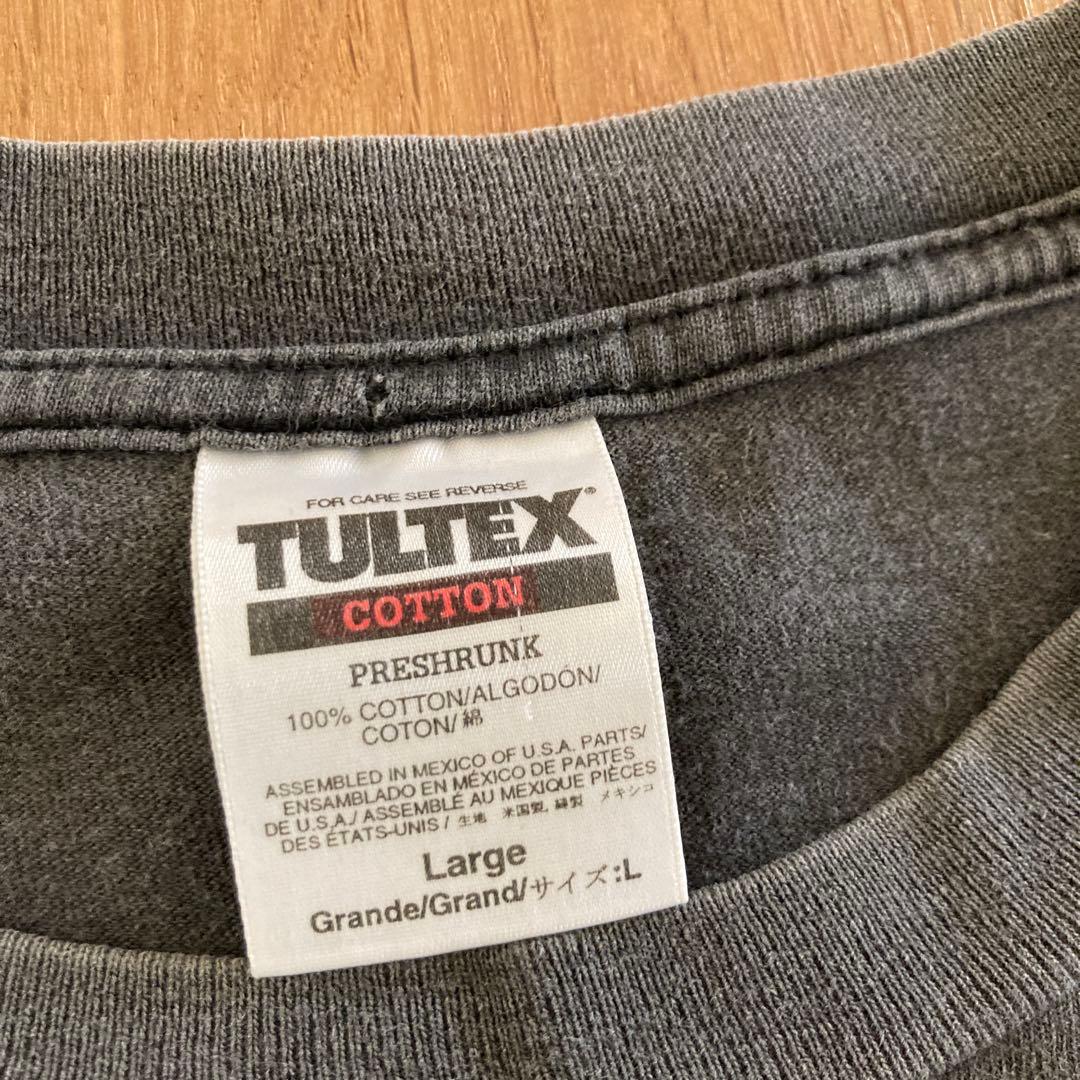 FOR CARE SEE REVERSE
TULTEX®
COTTON
PRESHRUNK
100% COTTON/ALGODÓN/
COTON/綿
ASSEMBLED IN MEXICO OF U.S.A. PARTS/
ENSAMBLADO EN MÉXICO DE PARTES
DE U.S.A./ASSEMBLÉ AU MEXIQUE PIÈCES
DES ÉTATS-UNIS/生地 米国製, 縫製 メキシコ
Large
Grande/Grand/サイズ:L